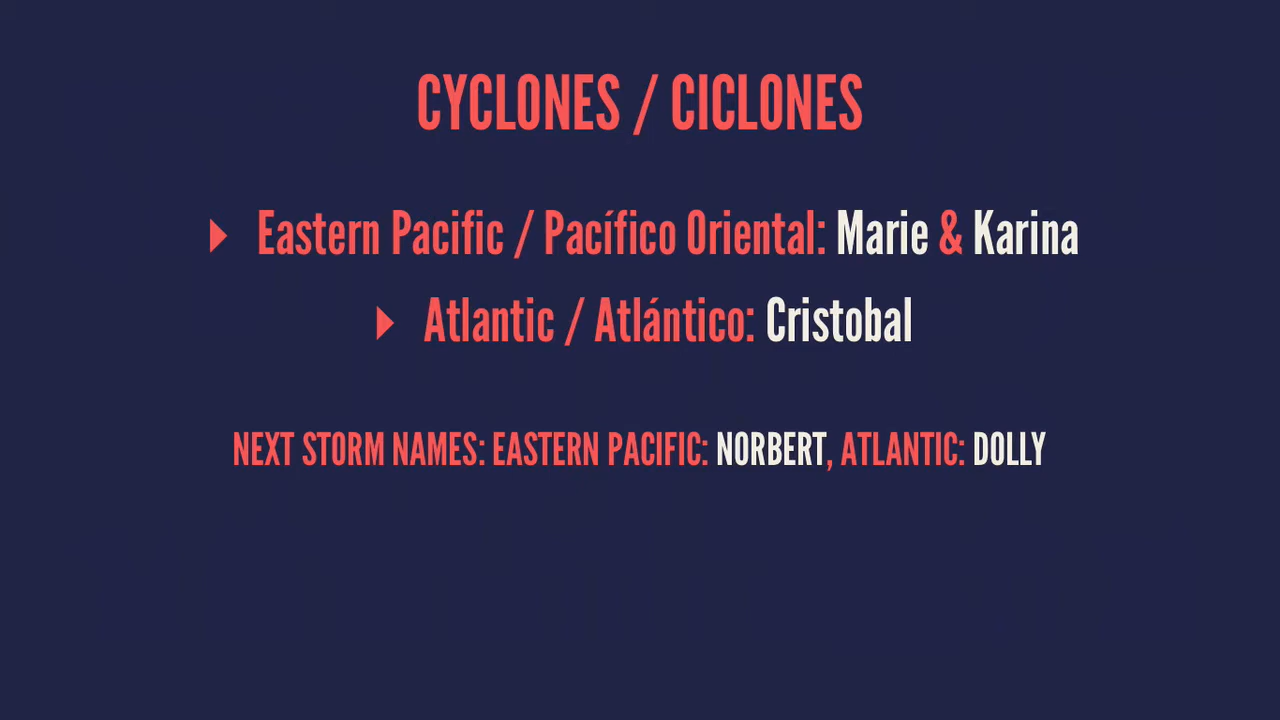 CYCLONES / CICLONES
Eastern Pacific / Pacífico Oriental: Marie & Karina
Atlantic / Atlántico: Cristobal
NEXT STORM NAMES: EASTERN PACIFIC: NORBERT, ATLANTIC: DOLLY